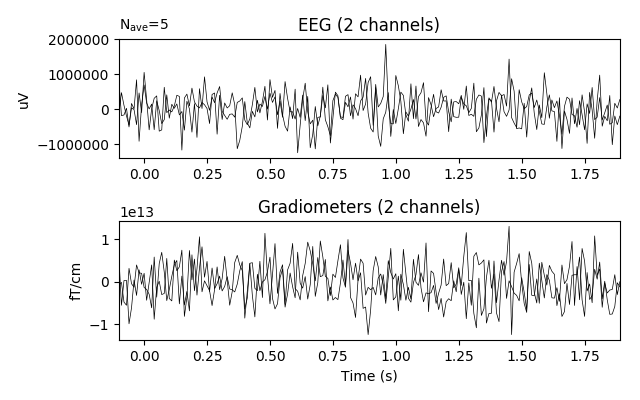 Nave=5
EEG (2 channels)
2000000
1000000
0
−1000000
uV
0.00 0.25 0.50 0.75 1.00 1.25 1.50 1.75
1e13
Gradiometers (2 channels)
1
0
−1
fT/cm
0.00 0.25 0.50 0.75 1.00 1.25 1.50 1.75
Time (s)